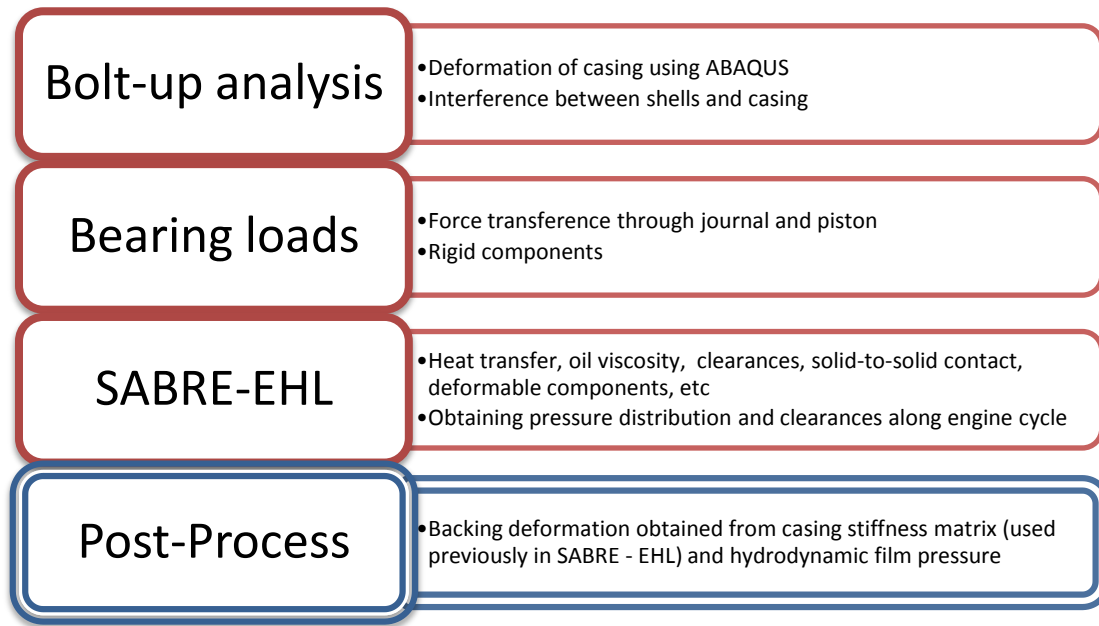 Bolt-up analysis
•Deformation of casing using ABAQUS
•Interference between shells and casing
Bearing loads
•Force transference through journal and piston
•Rigid components
SABRE-EHL
•Heat transfer, oil viscosity,  clearances, solid-to-solid contact,
deformable components, etc
•Obtaining pressure distribution and clearances along engine cycle
Post-Process
•Backing deformation obtained from casing stiffness matrix (used
previously in SABRE - EHL) and hydrodynamic film pressure